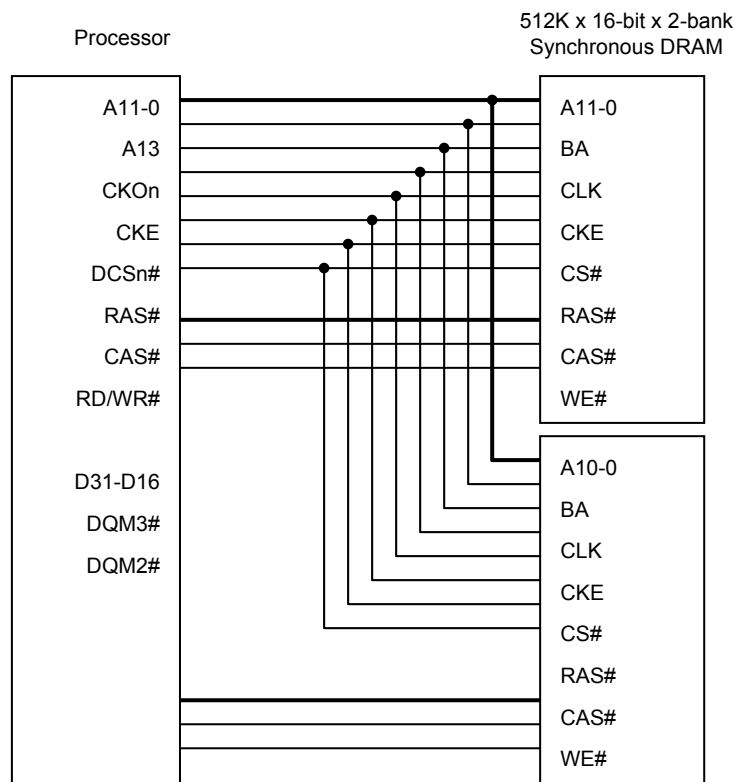 Processor
512K x 16-bit x 2-bank
Synchronous DRAM
A11-0
A13
CKOn
CKE
DCSn#
RAS#
CAS#
RD/WR#
D31-D16
DQM3#
DQM2#
A11-0
BA
CLK
CKE
CS#
RAS#
CAS#
WE#
A10-0
BA
CLK
CKE
CS#
RAS#
CAS#
WE#